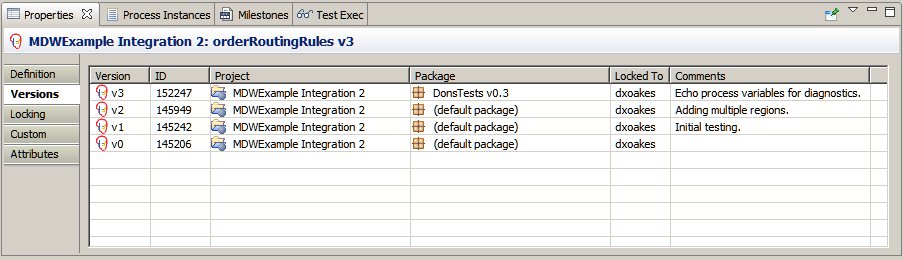 Properties Process Instances Milestones Test Exec
MDWExample Integration 2: orderRoutingRules v3
Definition
Versions
Locking
Custom
Attributes
Version ID Project Package Locked To Comments
v3 152247 MDWExample Integration 2 DonsTests v0.3 dxoakes Echo process variables for diagnostics.
v2 145949 MDWExample Integration 2 (default package) dxoakes Adding multiple regions.
v1 145242 MDWExample Integration 2 (default package) dxoakes Initial testing.
v0 145206 MDWExample Integration 2 (default package) dxoakes